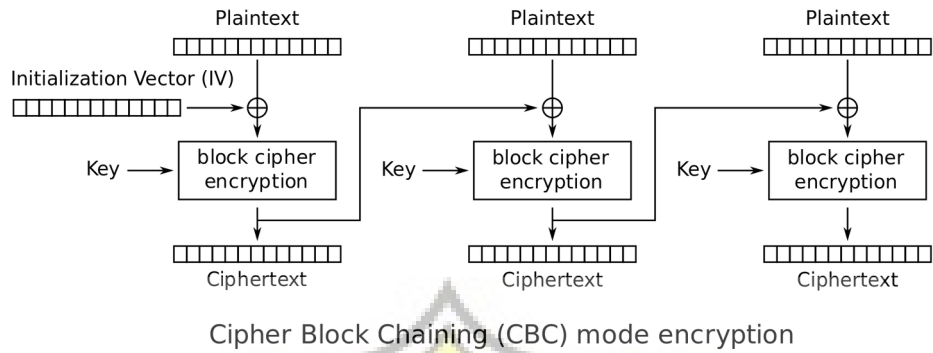 Plaintext
Plaintext
Plaintext
Initialization Vector (IV)
Key
block cipher
encryption
Key
block cipher
encryption
Key
block cipher
encryption
Ciphertext
Ciphertext
Ciphertext
Cipher Block Chaining (CBC) mode encryption